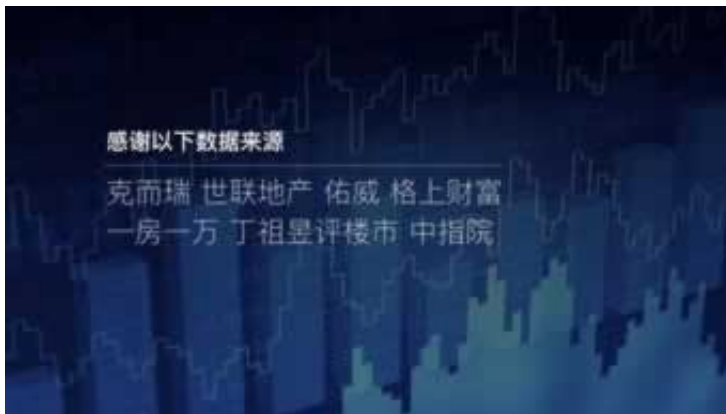 感谢以下数据来源
克而瑞 世联地产 佑威 格上财富
一房一万 丁祖昱评楼市 中指院